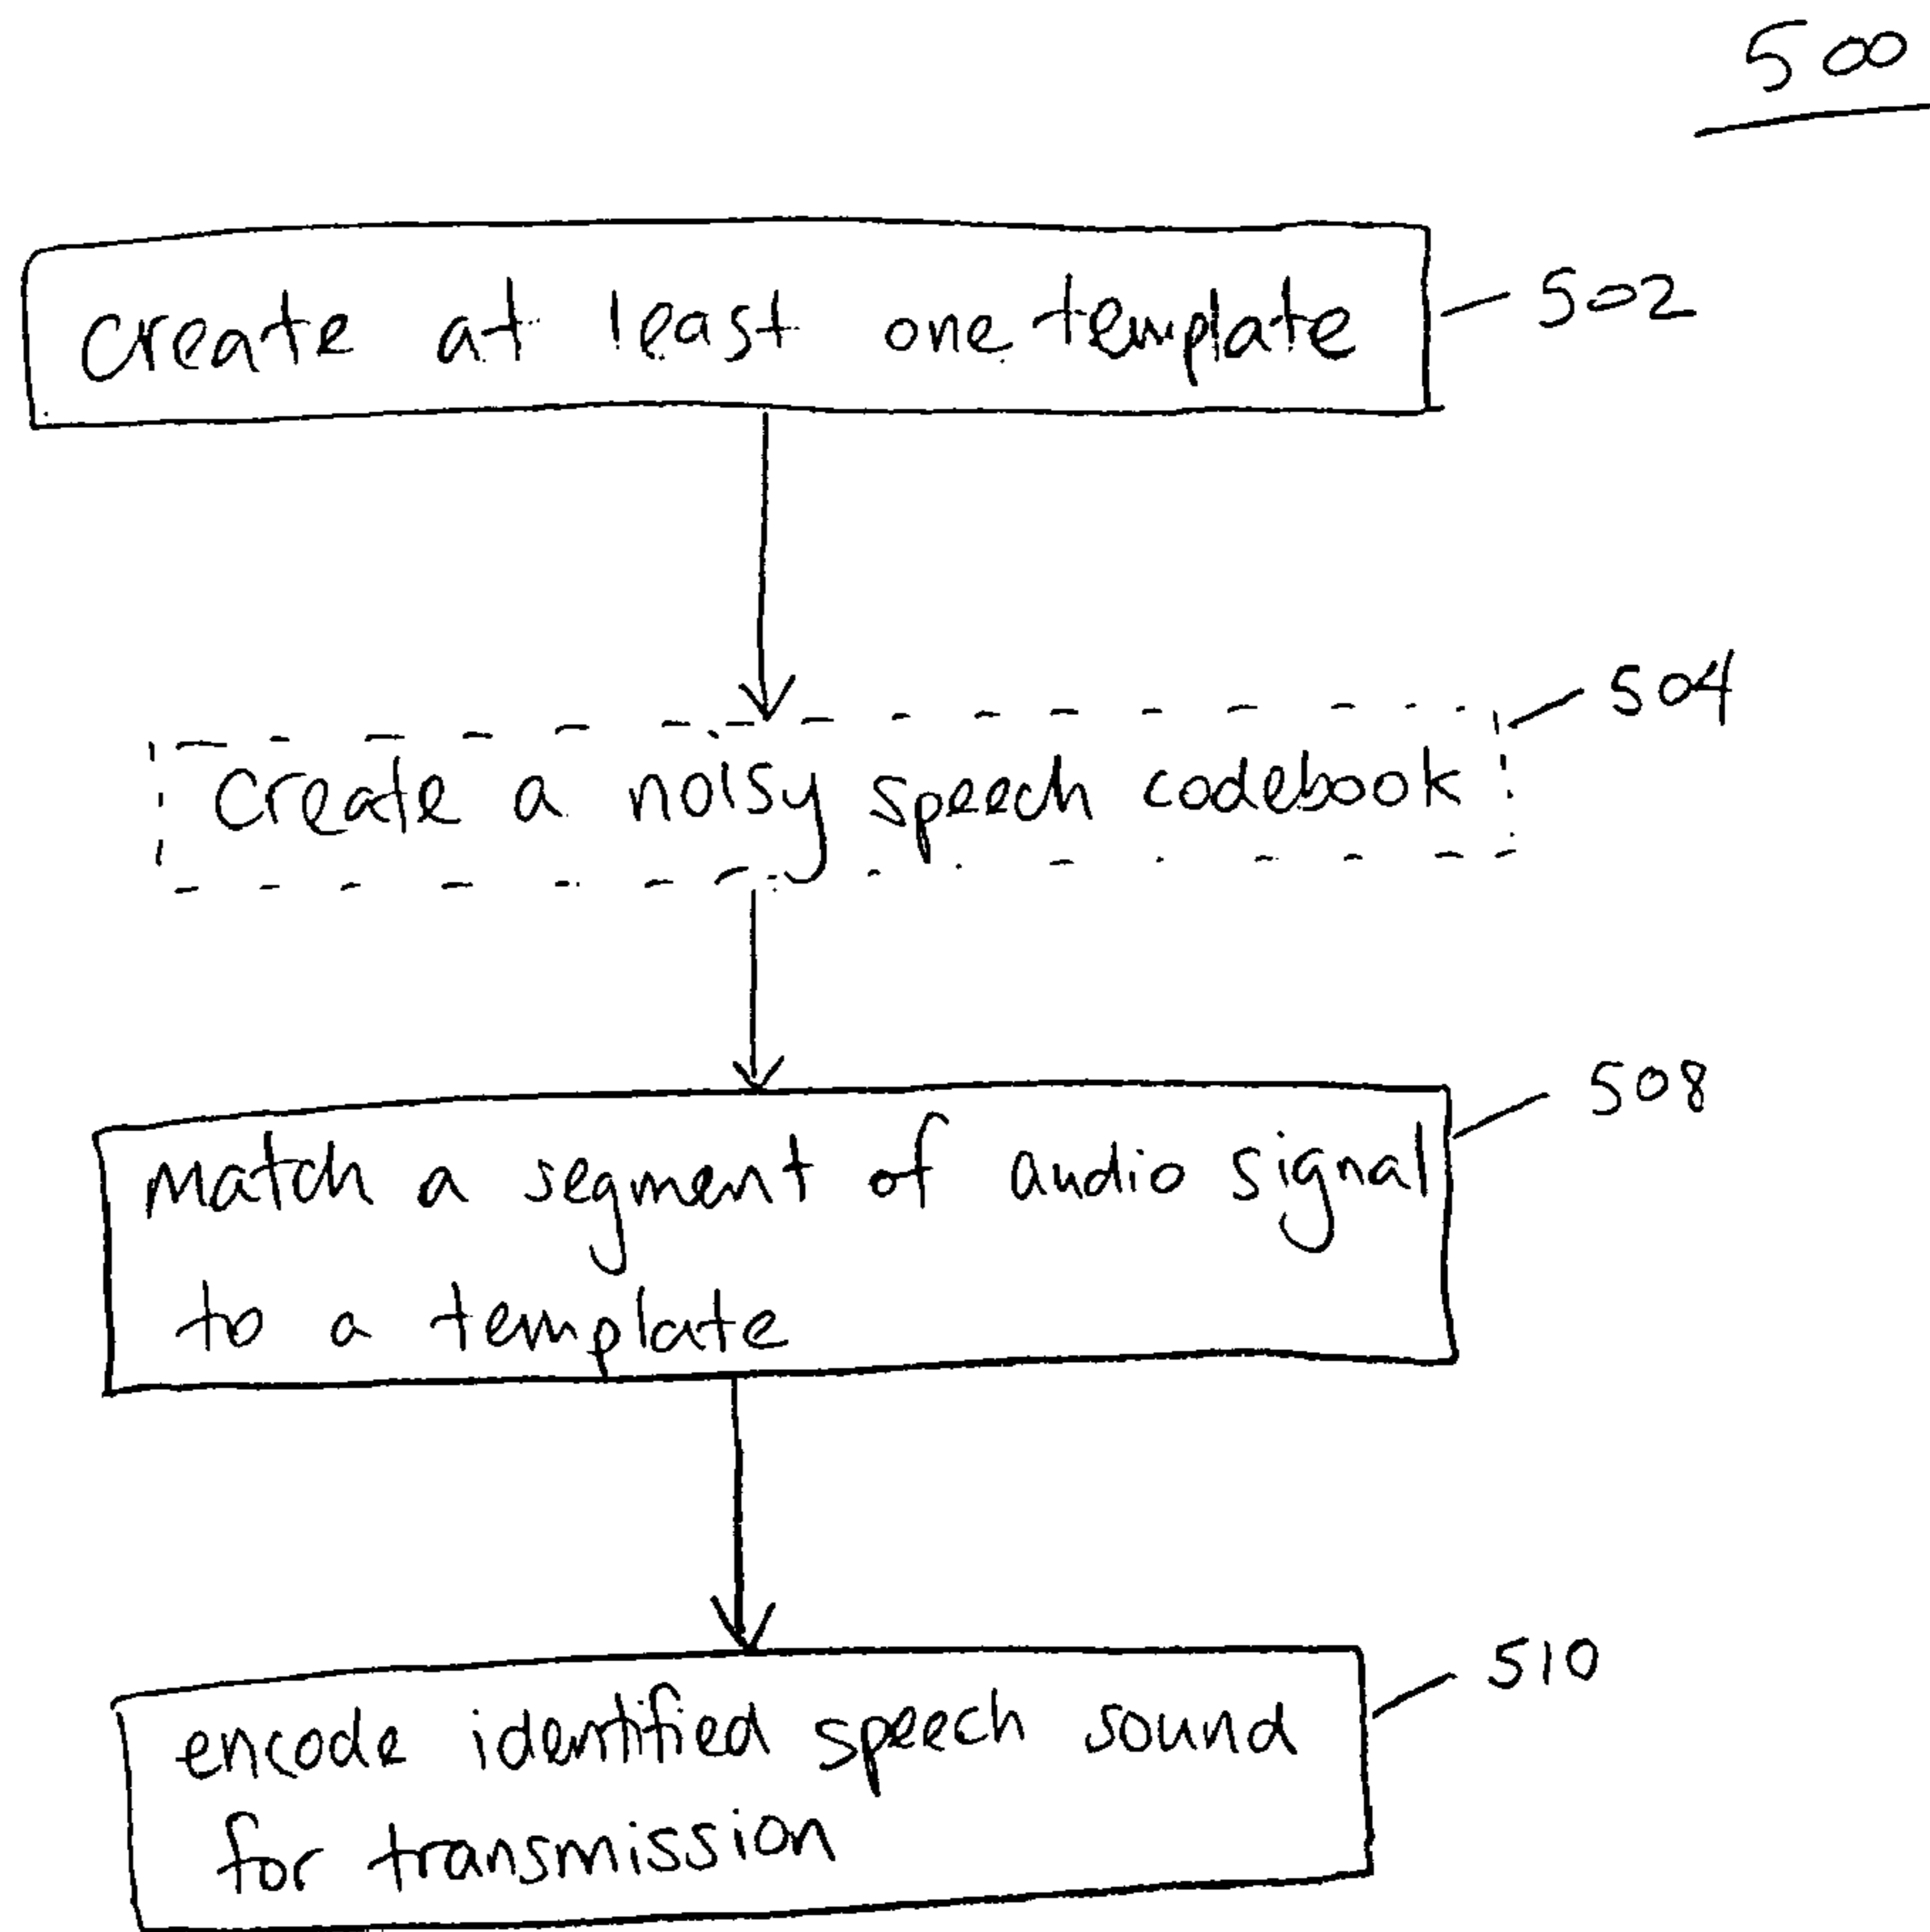 500
create at least one template
502
create a noisy speech codebook
504
match a segment of audio signal
to a template
508
encode identified speech sound
for transmission
510